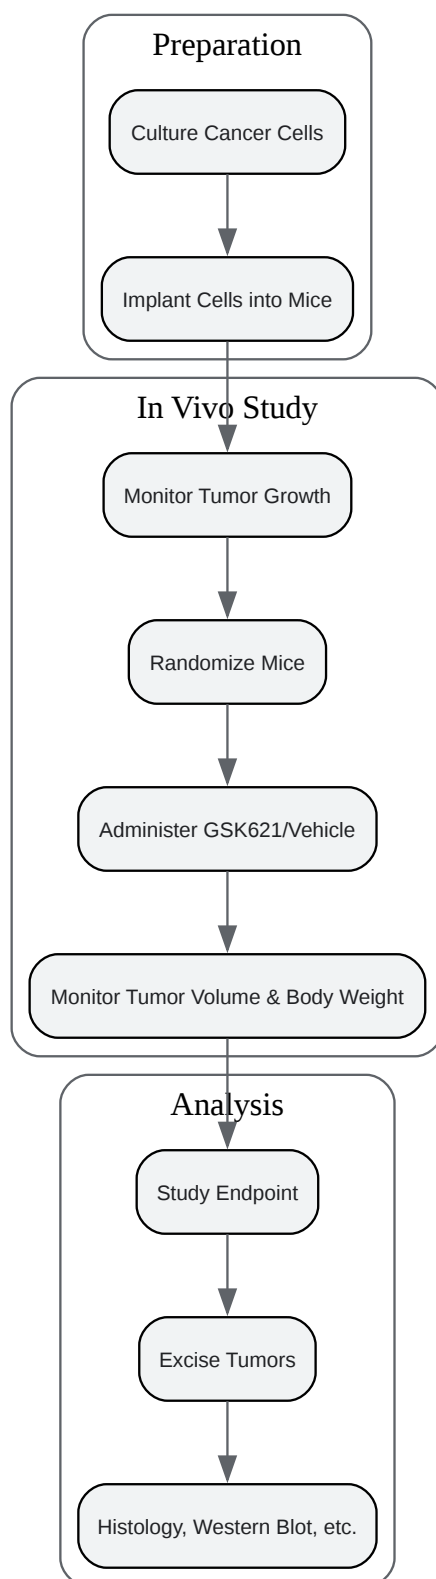 Preparation
Culture Cancer Cells
Implant Cells into Mice
In Vivo Study
Monitor Tumor Growth
Randomize Mice
Administer GSK621/Vehicle
Monitor Tumor Volume & Body Weight
Analysis
Study Endpoint
Excise Tumors
Histology, Western Blot, etc.